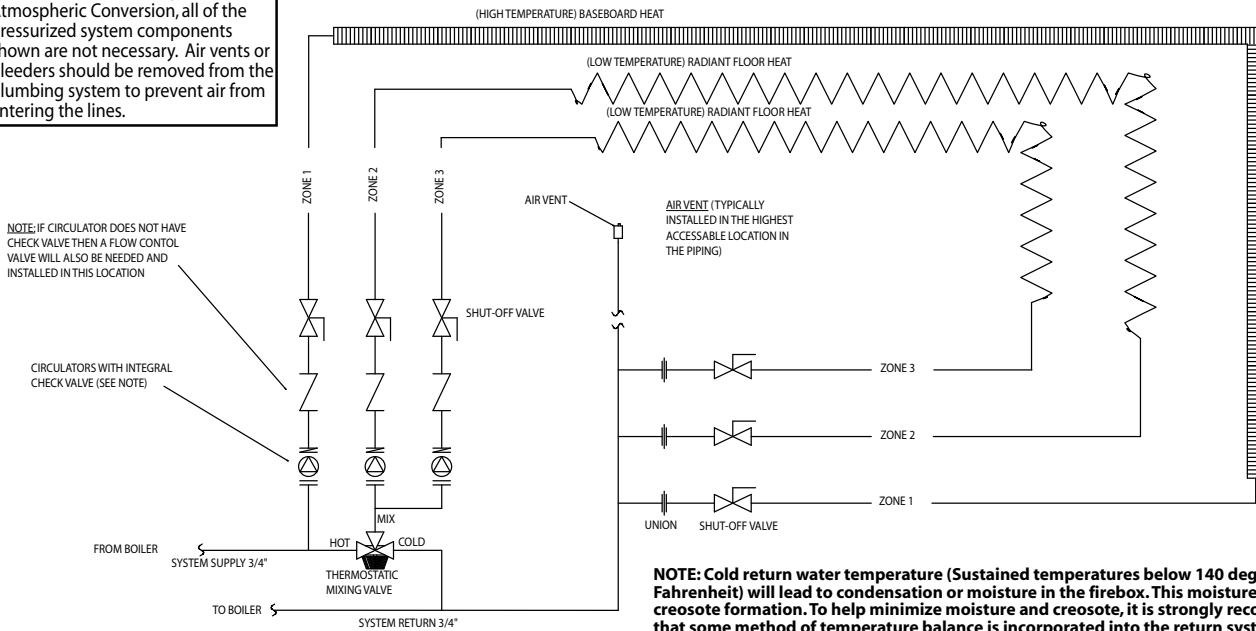 Atmospheric Conversion, all of the
pressurized system components
shown are not necessary. Air vents or
bleeders should be removed from the
plumbing system to prevent air from
entering the lines.
(HIGH TEMPERATURE) BASEBOARD HEAT
(LOW TEMPERATURE) RADIANT FLOOR HEAT
(LOW TEMPERATURE) RADIANT FLOOR HEAT
ZONE 1
ZONE 2
ZONE 3
AIR VENT
AIR VENT (TYPICALLY
INSTALLED IN THE HIGHEST
ACCESSABLE LOCATION IN
THE PIPING)
NOTE: IF CIRCULATOR DOES NOT HAVE
CHECK VALVE THEN A FLOW CONTOL
VALVE WILL ALSO BE NEEDED AND
INSTALLED IN THIS LOCATION
SHUT-OFF VALVE
CIRCULATORS WITH INTEGRAL
CHECK VALVE (SEE NOTE)
ZONE 3
ZONE 2
ZONE 1
UNION
SHUT-OFF VALVE
MIX
HOT
COLD
FROM BOILER
SYSTEM SUPPLY 3/4"
THERMOSTATIC
MIXING VALVE
TO BOILER
SYSTEM RETURN 3/4"
NOTE: Cold return water temperature (Sustained temperatures below 140 deg
Fahrenheit) will lead to condensation or moisture in the firebox. This moisture
creosote formation. To help minimize moisture and creosote, it is strongly reco
that some method of temperature balance is incorporated into the return syst